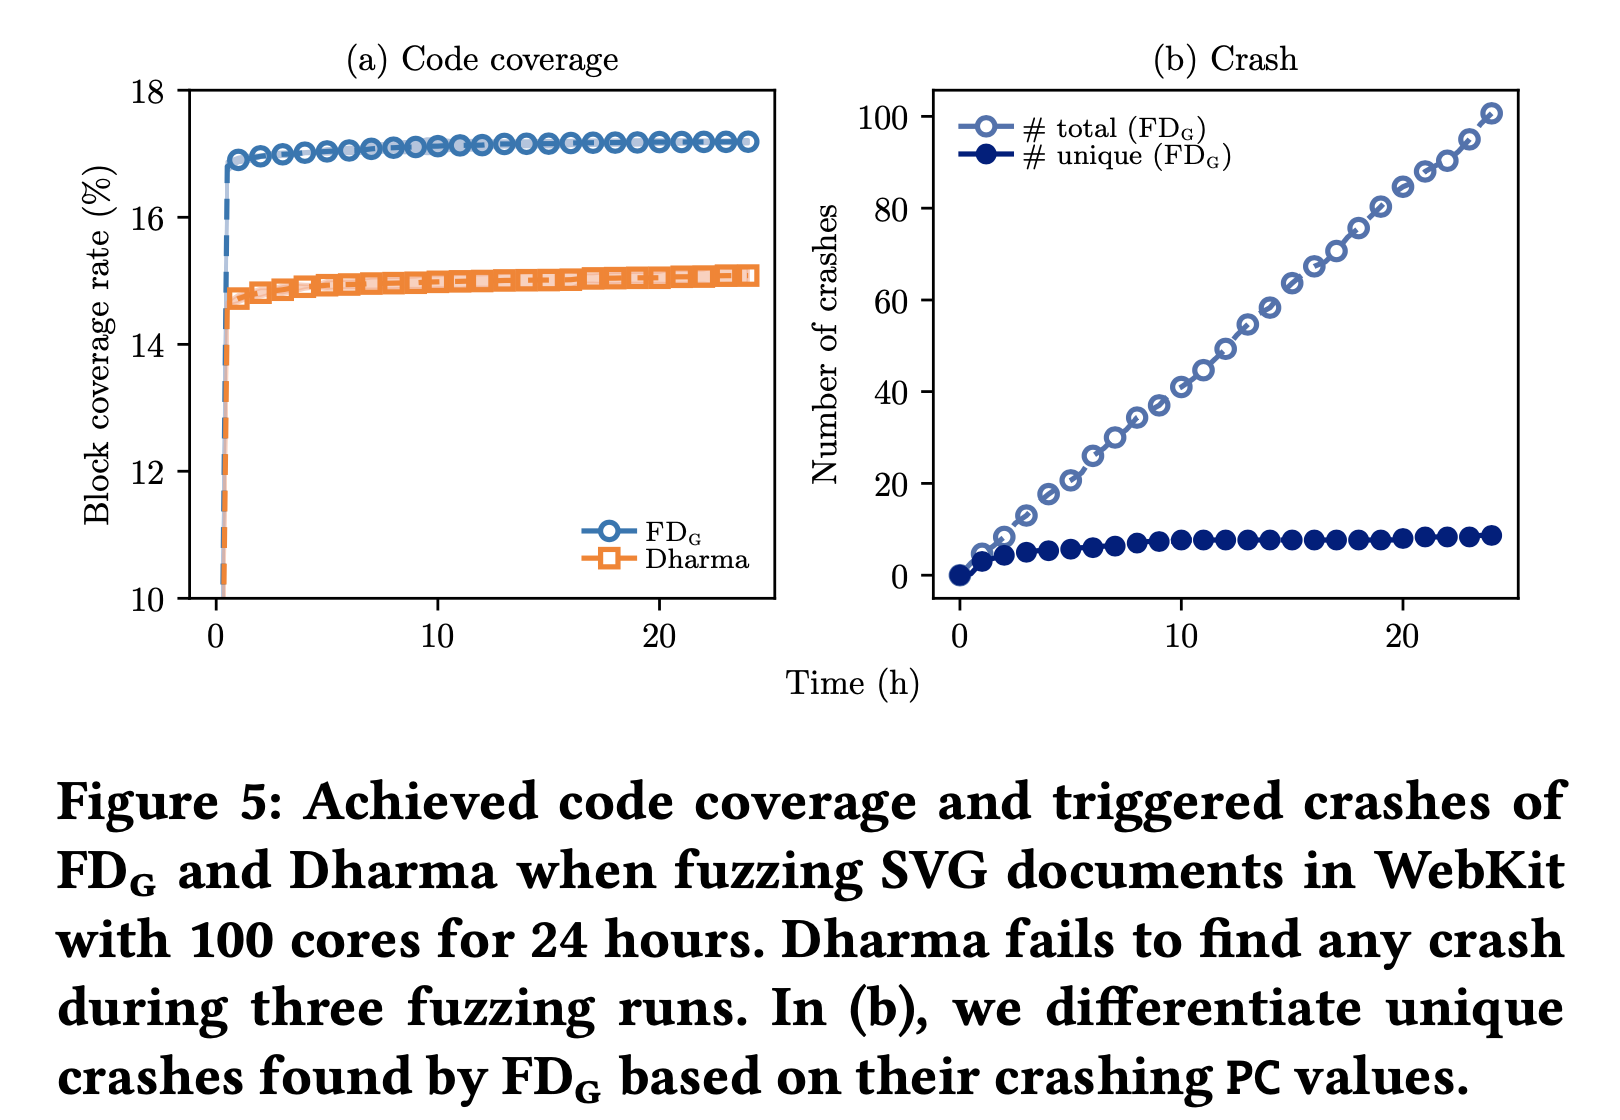 (a) Code coverage
Block coverage rate (%)
18
16
14
12
10
0
10
20
FD_G
Dharma
(b) Crash
Number of crashes
100
80
60
40
20
0
0
10
20
# total (FD_G)
# unique (FD_G)
Time (h)
Figure 5: Achieved code coverage and triggered crashes of
FD_G and Dharma when fuzzing SVG documents in WebKit
with 100 cores for 24 hours. Dharma fails to find any crash
during three fuzzing runs. In (b), we differentiate unique
crashes found by FD_G based on their crashing PC values.